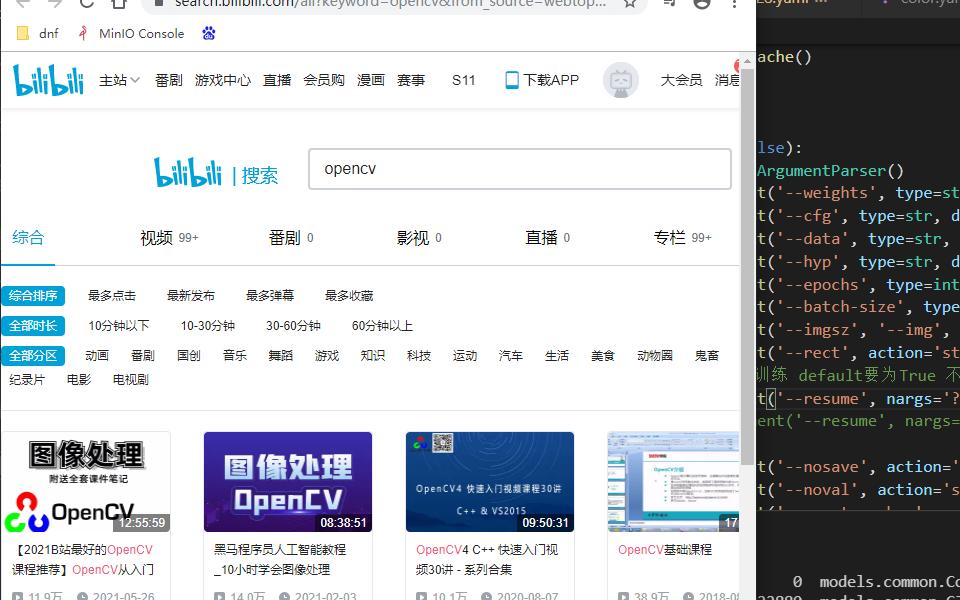 search.bilibili.com/all?keyword=opencv&from_source=webtop...
dnf MinIO Console
bilibili 主站 番剧 游戏中心 直播 会员购 漫画 赛事 S11 下载APP 大会员 消息
bilibili | 搜索 opencv
综合 视频 99+ 番剧 0 影视 0 直播 0 专栏 99+
综合排序 最多点击 最新发布 最多弹幕 最多收藏
全部时长 10分钟以下 10-30分钟 30-60分钟 60分钟以上
全部分区 动画 番剧 国创 音乐 舞蹈 游戏 知识 科技 运动 汽车 生活 美食 动物圈 鬼畜
纪录片 电影 电视剧
图像处理
附送全套课件笔记
OpenCV
12:55:59
【2021B站最好的OpenCV
课程推荐】OpenCV从入门
11.9万 2021-05-26
图像处理
OpenCV
08:38:51
黑马程序员人工智能教程
_10小时学会图像处理
14.0万 2021-02-03
OpenCV4 快速入门视频课程30讲
C++ & VS2015
09:50:31
OpenCV4 C++ 快速入门视
频30讲 - 系列合集
10.1万 2020-08-07
17
OpenCV基础课程
38.9万 2018-08
ache()
lse):
ArgumentParser()
t('--weights', type=st
t('--cfg', type=str, d
t('--data', type=str,
t('--hyp', type=str, d
t('--epochs', type=int
t('--batch-size', type
t('--imgsz', '--img',
t('--rect', action='st
训练 default要为True 不
t('--resume', nargs='?
ent('--resume', nargs=
t('--nosave', action='
t('--noval', action='s
0 models.common.Co